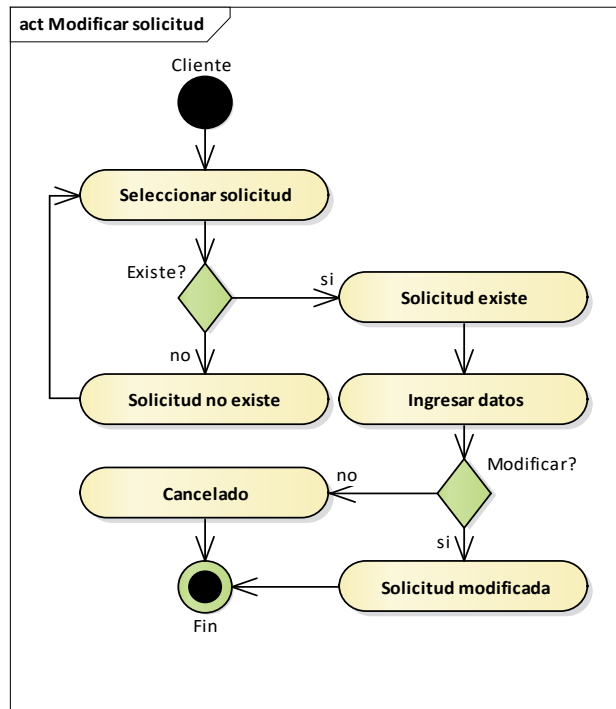 act Modificar solicitud
Cliente
Seleccionar solicitud
Existe?
si
Solicitud existe
no
Solicitud no existe
Ingresar datos
Modificar?
no
Cancelado
si
Solicitud modificada
Fin